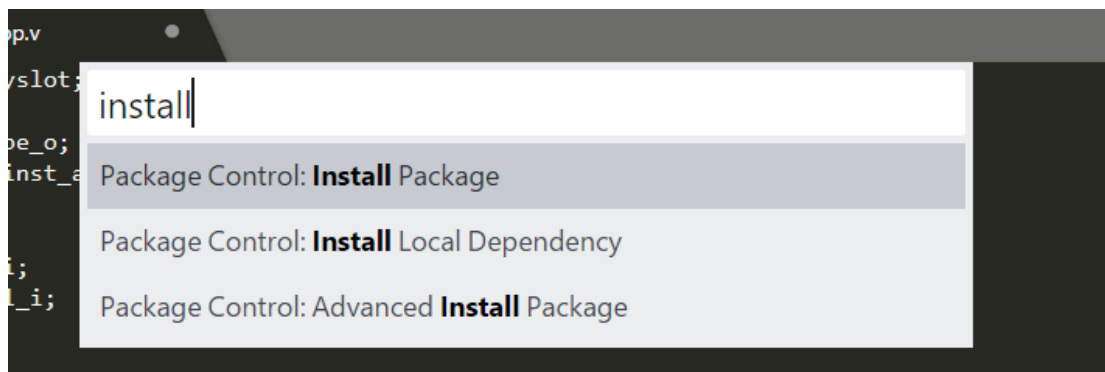 op.v
yslot;
install
pe_o;
inst_a
Package Control: Install Package
Package Control: Install Local Dependency
i;
l_i;
Package Control: Advanced Install Package